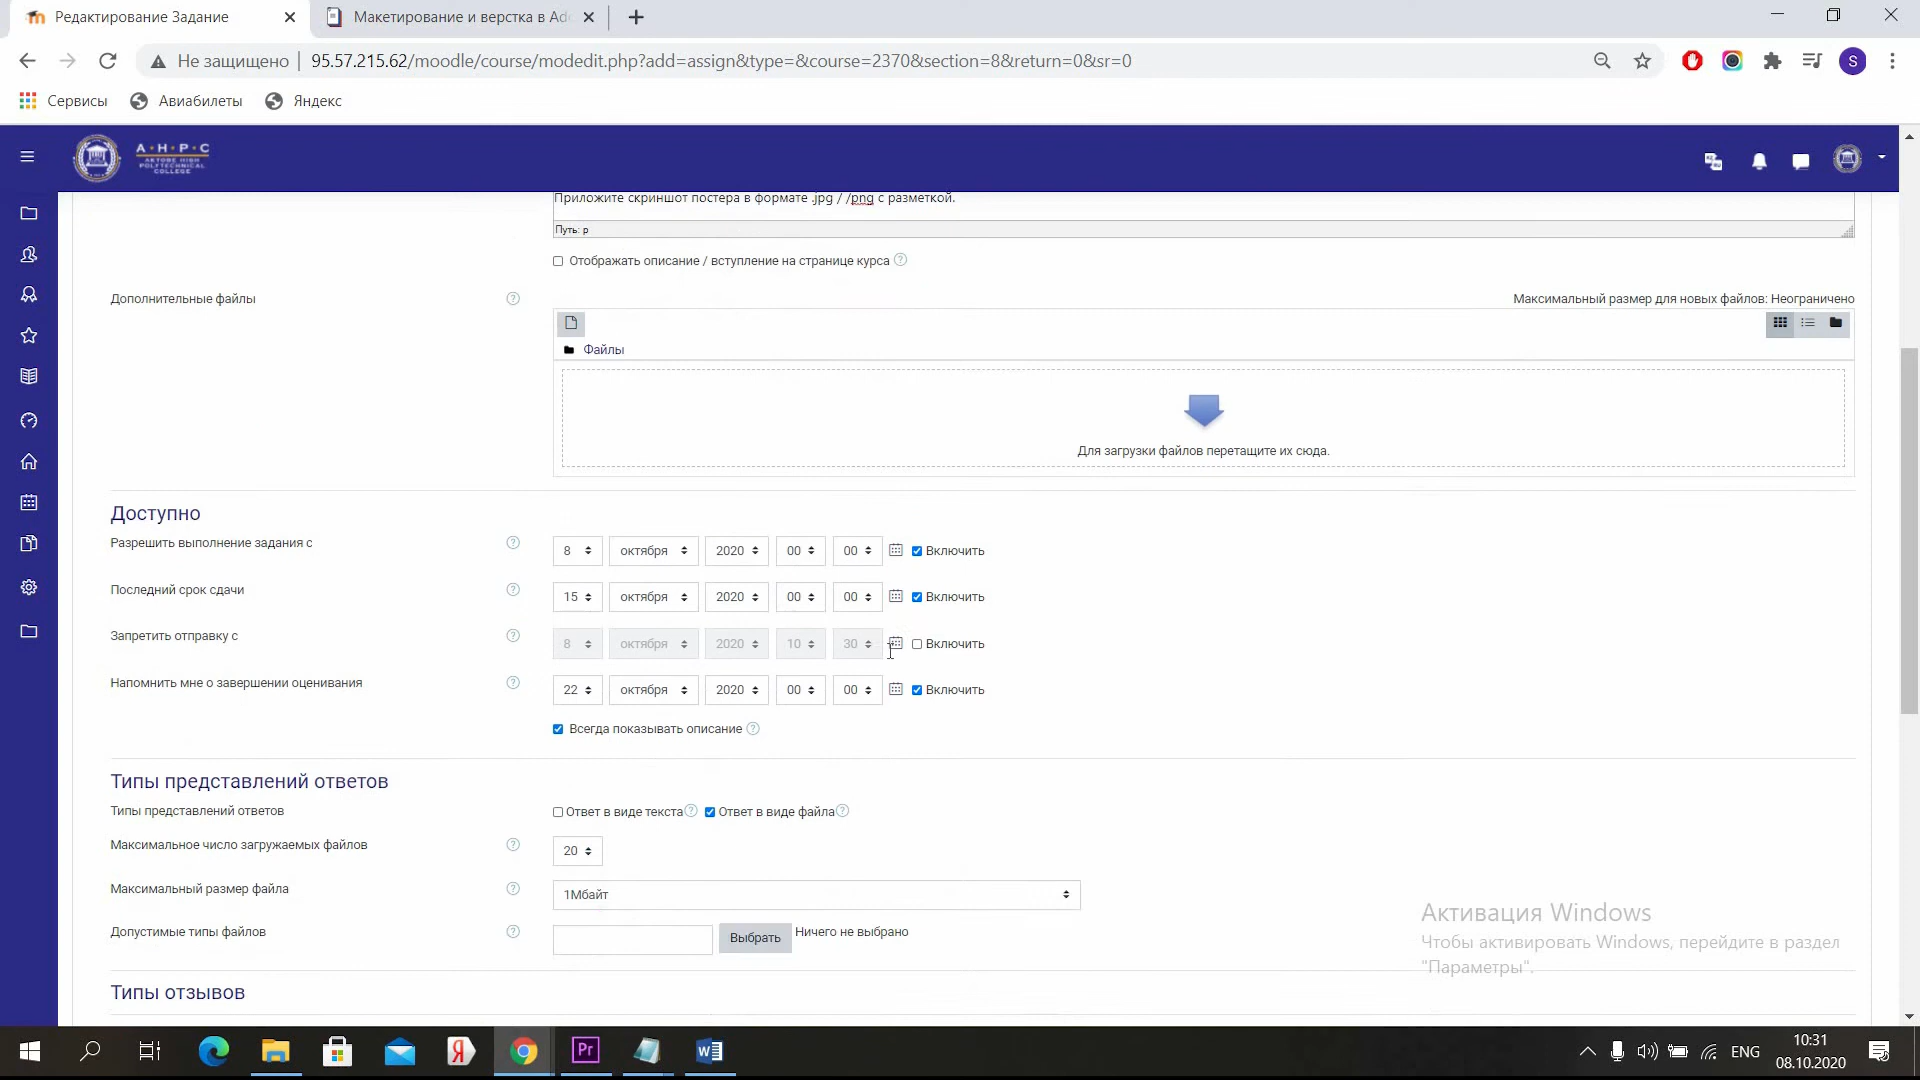 Редактирование Задание
Макетирование и верстка в Ado
Не защищено
95.57.215.62/moodle/course/modedit.php?add=assign&type=&course=2370&section=8&return=0&sr=0
S
Сервисы
Авиабилеты
Яндекс
A·H·P·C
AKTOBE HIGH
POLYTECHNICAL
COLLEGE
Приложите скриншот постера в формате .jpg / /png с разметкой.
Путь: p
Отображать описание / вступление на странице курса
Дополнительные файлы
Максимальный размер для новых файлов: Неограничено
Файлы
Для загрузки файлов перетащите их сюда.
Доступно
Разрешить выполнение задания с
8 октября 2020 00 00 Включить
Последний срок сдачи
15 октября 2020 00 00 Включить
Запретить отправку с
8 октября 2020 10 30 Включить
Напомнить мне о завершении оценивания
22 октября 2020 00 00 Включить
Всегда показывать описание
Типы представлений ответов
Типы представлений ответов
Ответ в виде текста Ответ в виде файла
Максимальное число загружаемых файлов
20
Максимальный размер файла
1Мбайт
Допустимые типы файлов
Выбрать
Ничего не выбрано
Активация Windows
Чтобы активировать Windows, перейдите в раздел
"Параметры".
Типы отзывов
Pr
ENG
10:31
08.10.2020